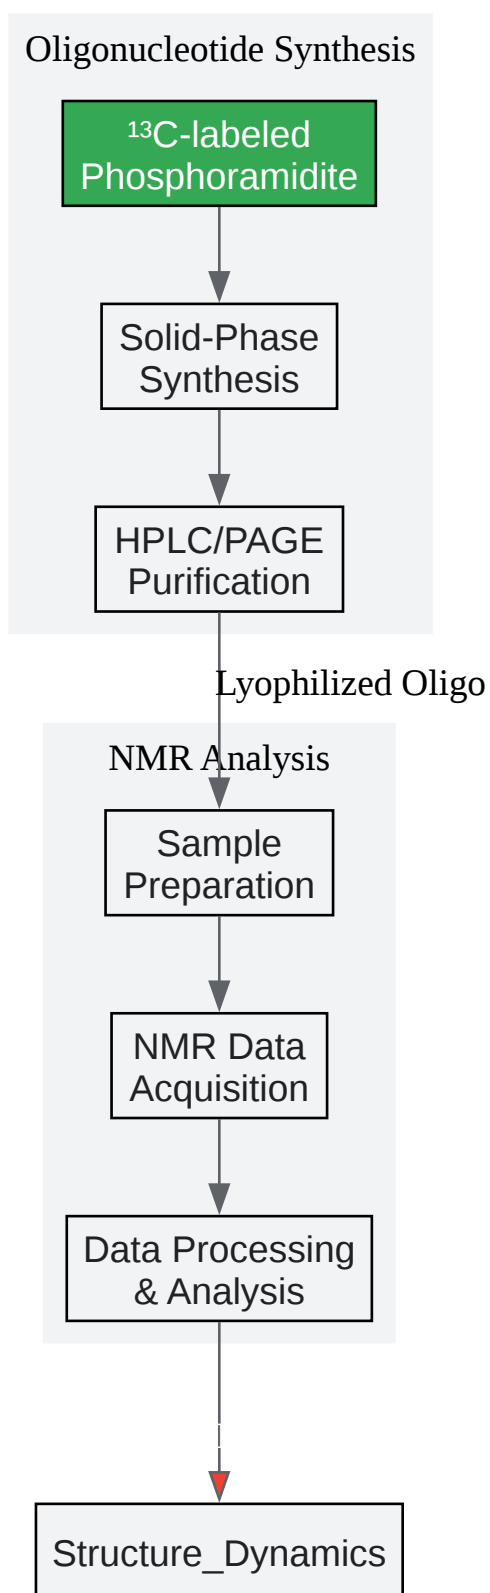 Oligonucleotide Synthesis
¹³C-labeled
Phosphoramidite
Solid-Phase
Synthesis
HPLC/PAGE
Purification
Lyophilized Oligo
NMR Analysis
Sample
Preparation
NMR Data
Acquisition
Data Processing
& Analysis
Structure_Dynamics